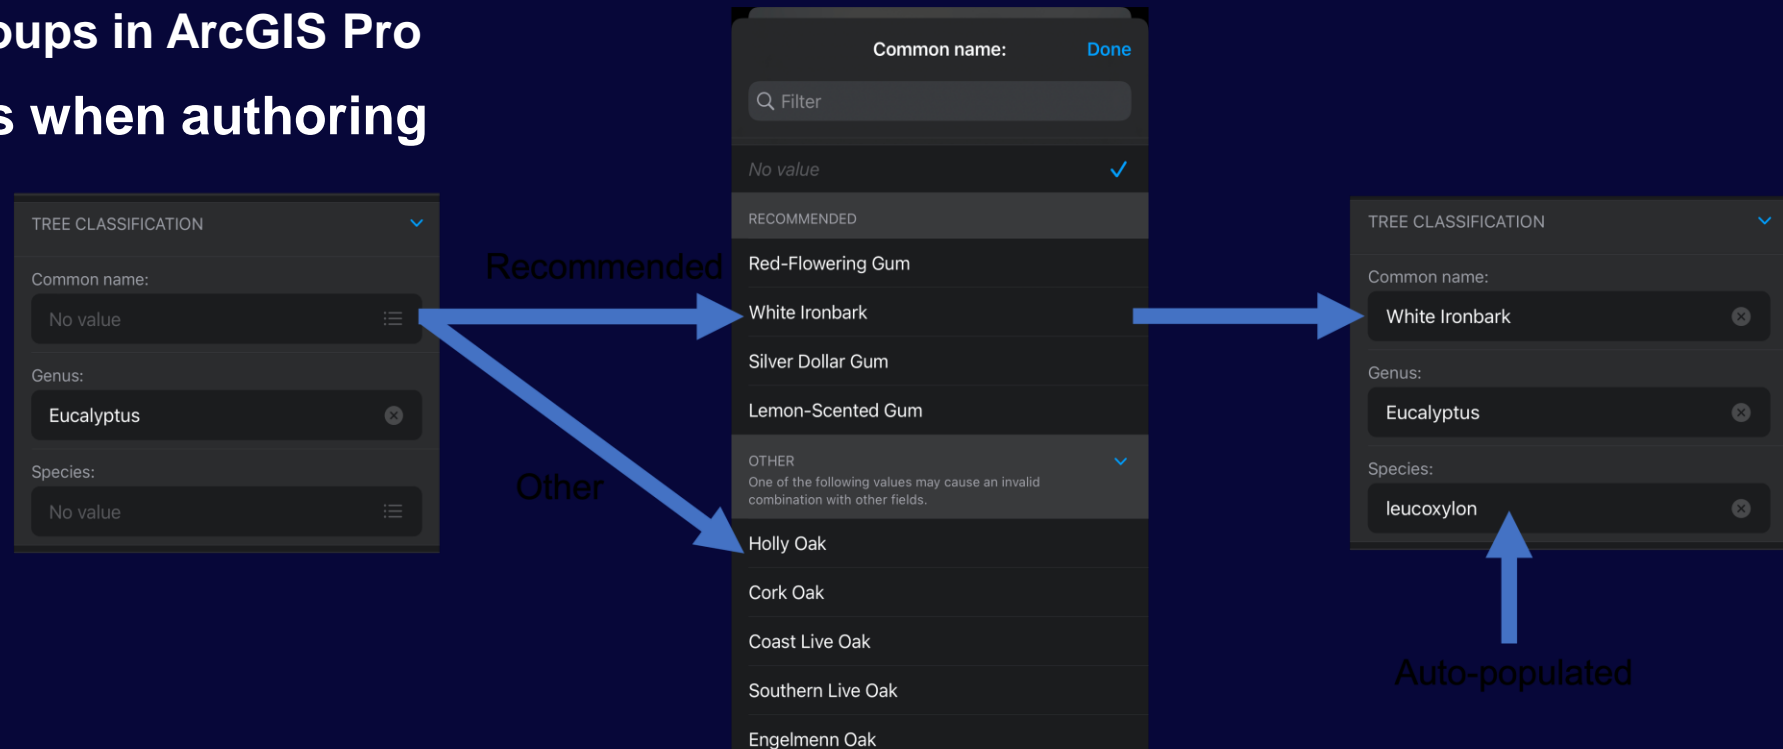 oups in ArcGIS Pro
s when authoring
TREE CLASSIFICATION
Common name:
No value
Genus:
Eucalyptus
Species:
No value
Recommended
Other
Common name:
Done
Filter
No value
RECOMMENDED
Red-Flowering Gum
White Ironbark
Silver Dollar Gum
Lemon-Scented Gum
OTHER
One of the following values may cause an invalid
combination with other fields.
Holly Oak
Cork Oak
Coast Live Oak
Southern Live Oak
Engelmenn Oak
TREE CLASSIFICATION
Common name:
White Ironbark
Genus:
Eucalyptus
Species:
leucoxylon
Auto-populated